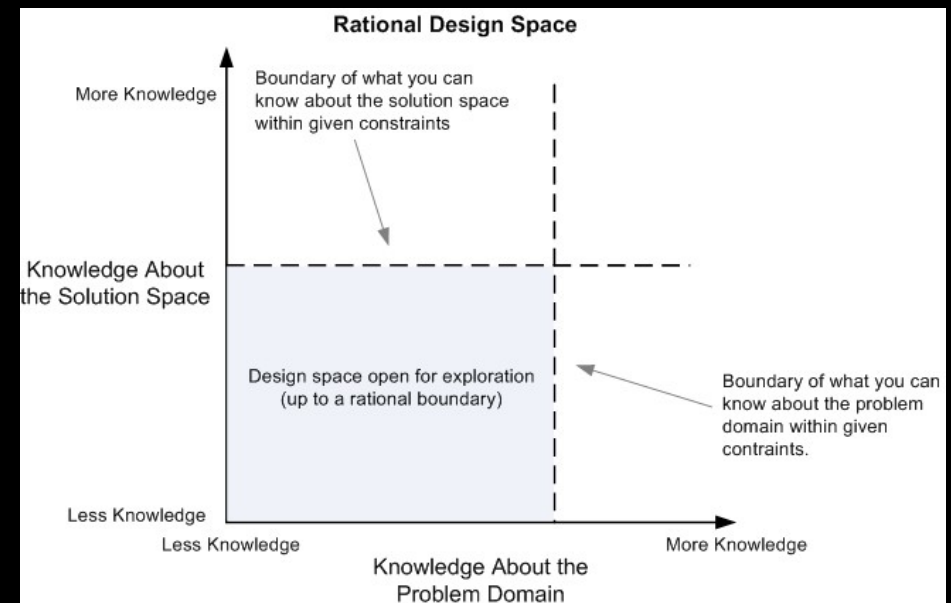 Rational Design Space
Boundary of what you can
know about the solution space
within given constraints
More Knowledge
Knowledge About
the Solution Space
Design space open for exploration
(up to a rational boundary)
Boundary of what you can
know about the problem
domain within given
contraints.
Less Knowledge
Less Knowledge
More Knowledge
Knowledge About the
Problem Domain